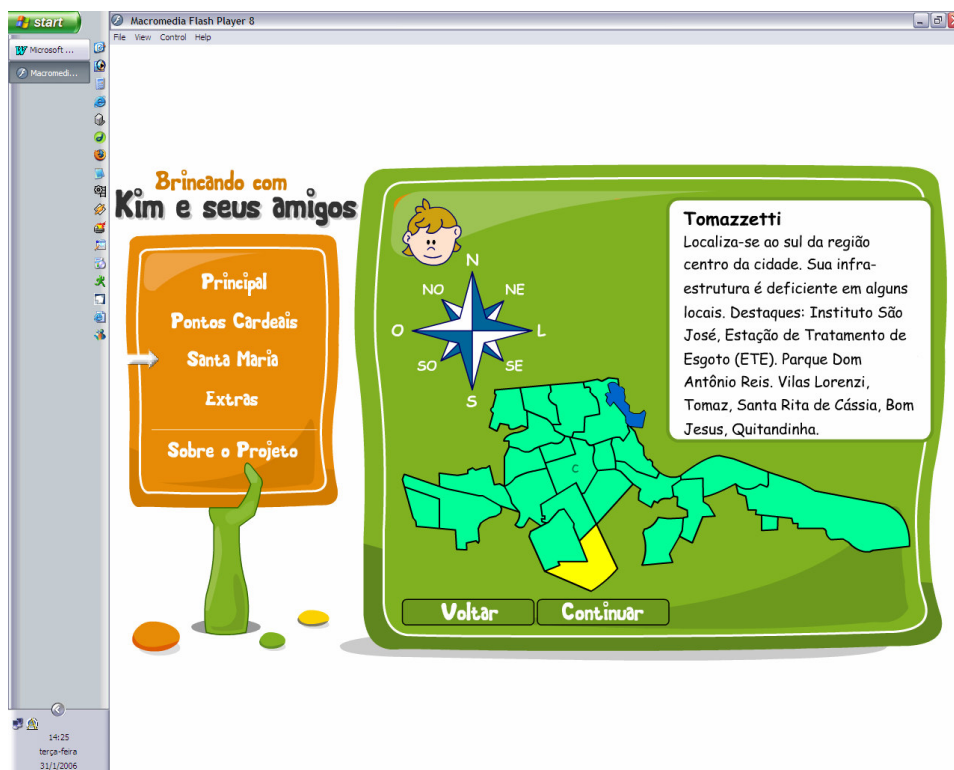 start
Macromedia Flash Player 8
File View Control Help
Microsoft ...
Macromedi...
Brincando com
Kim e seus amigos
Principal
Pontos Cardeais
Santa Maria
Extras
Sobre o Projeto
N
NO
NE
O
L
SO
SE
S
Tomazzetti
Localiza-se ao sul da região
centro da cidade. Sua infra-
estrutura é deficiente em alguns
locais. Destaques: Instituto São
José, Estação de Tratamento de
Esgoto (ETE). Parque Dom
Antônio Reis. Vilas Lorenzi,
Tomaz, Santa Rita de Cássia, Bom
Jesus, Quitandinha.
C
Voltar
Continuar
14:25
terça-feira
31/1/2006